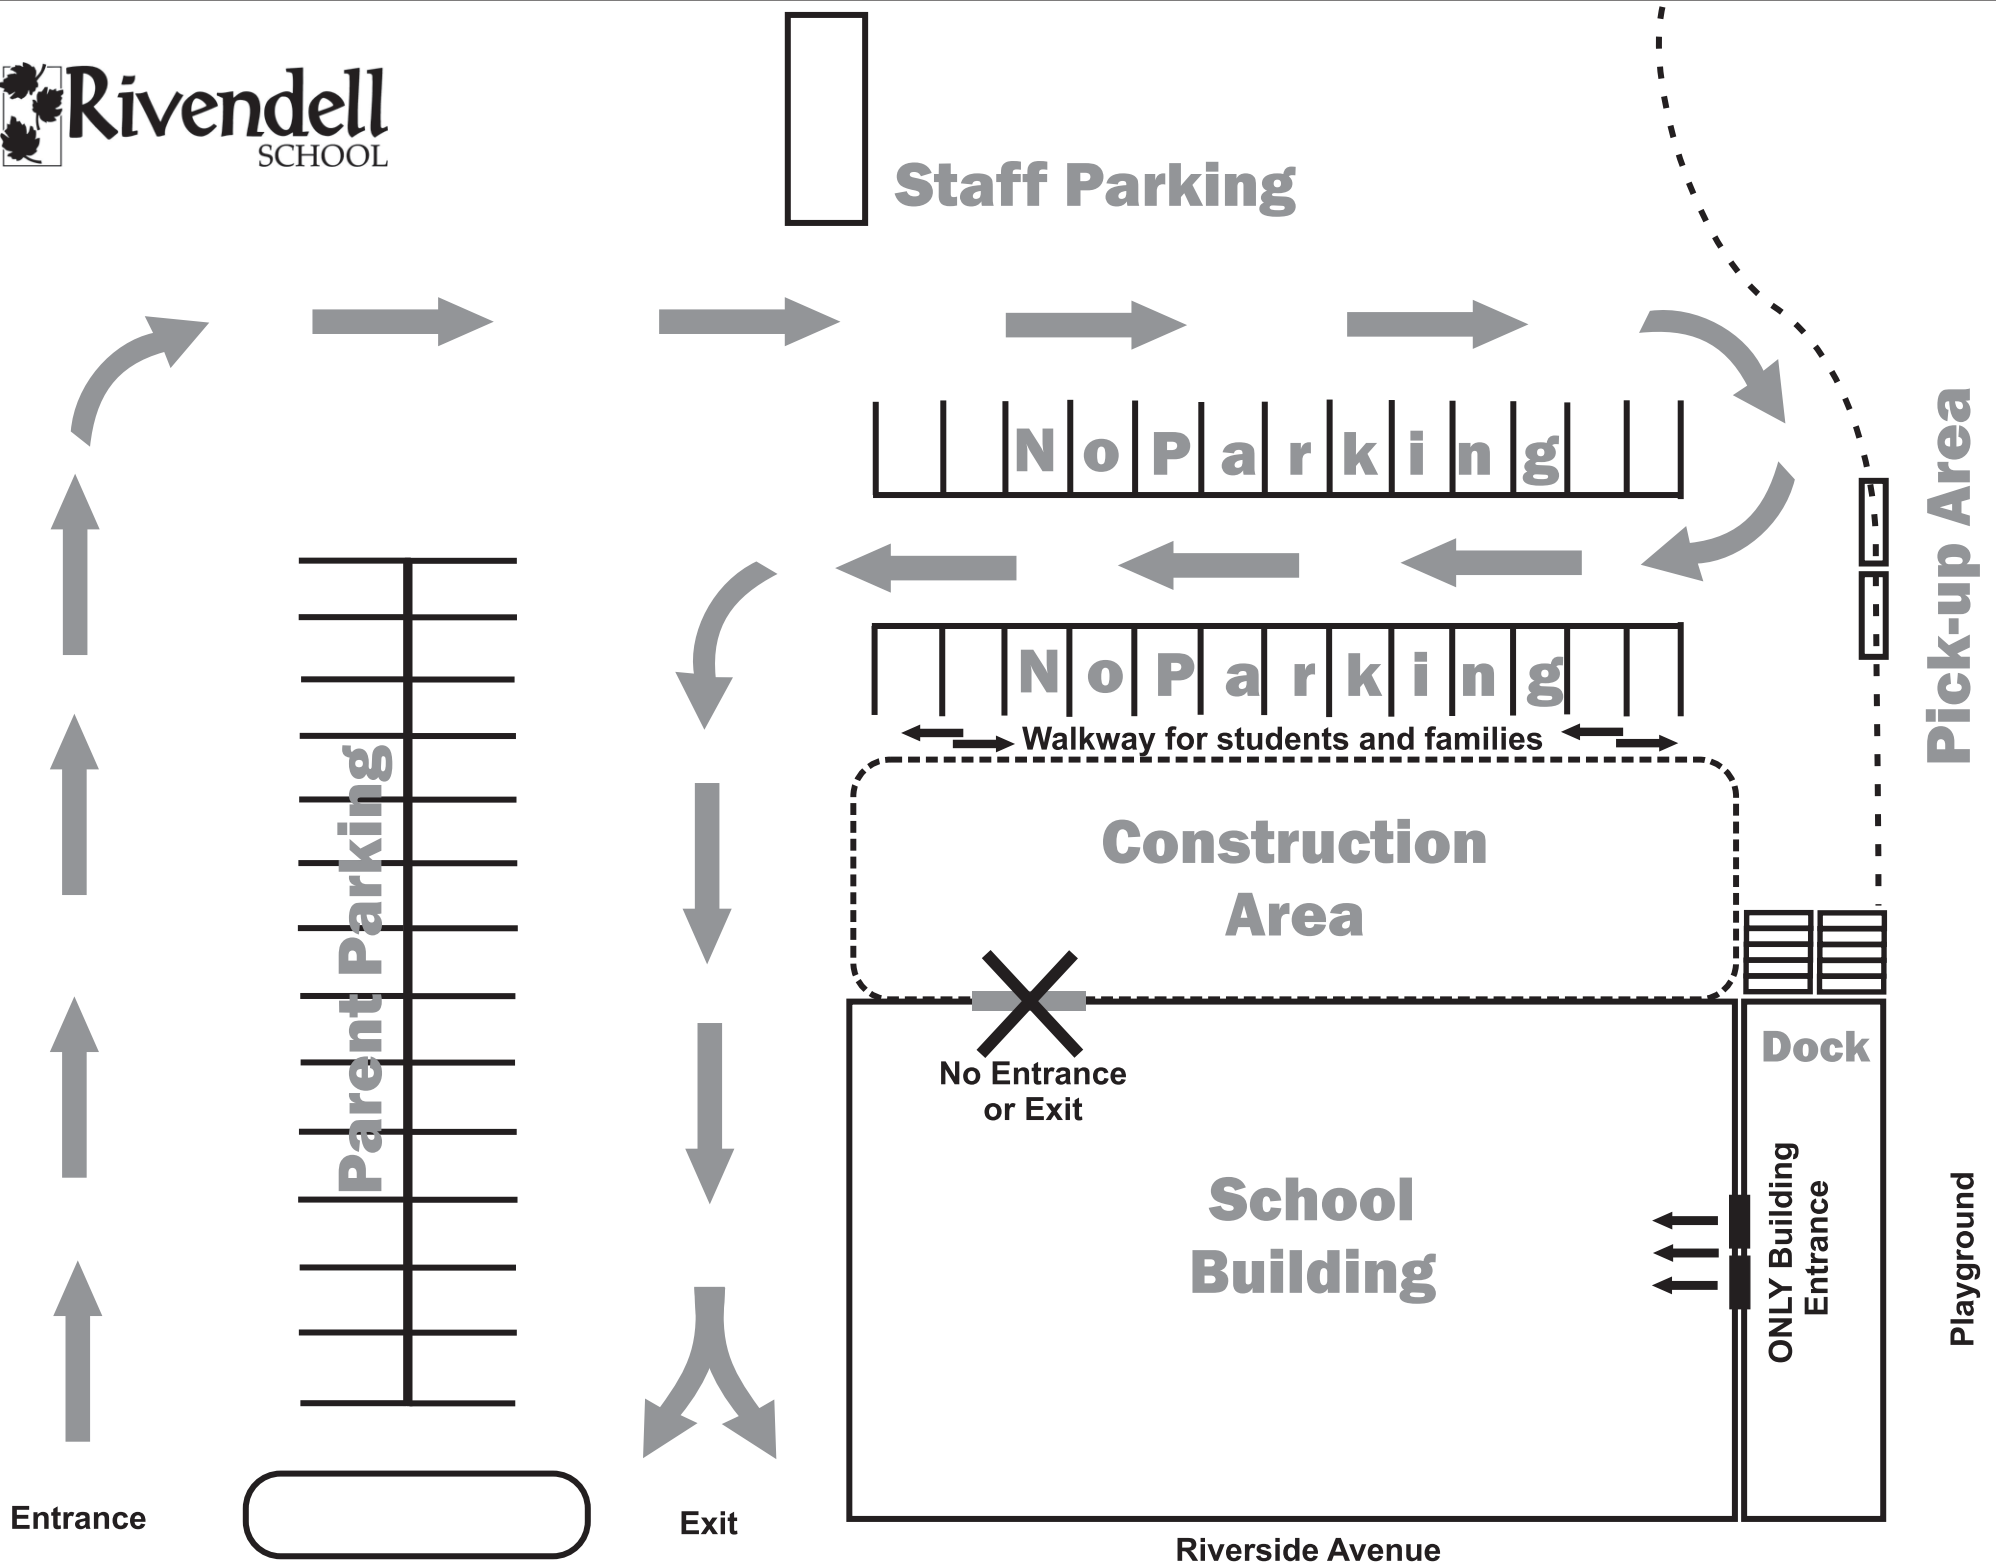 Rivendell
SCHOOL
Staff Parking
No Parking
No Parking
Walkway for students and families
Construction
Area
Pick-up Area
Parent Parking
No Entrance
or Exit
Dock
School
Building
ONLY Building
Entrance
Playground
Entrance
Exit
Riverside Avenue